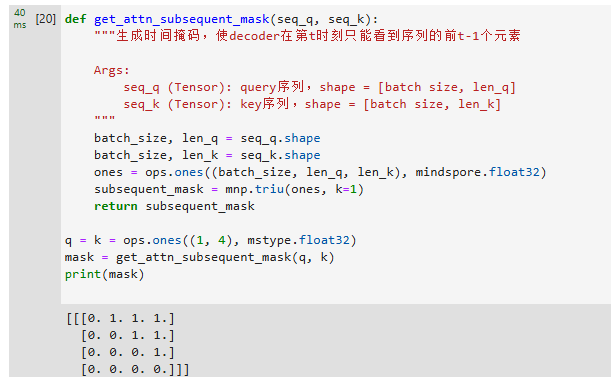 40
ms
[20] def get_attn_subsequent_mask(seq_q, seq_k):
"""生成时间掩码，使decoder在第t时刻只能看到序列的前t-1个元素
Args:
seq_q (Tensor): query序列，shape = [batch size, len_q]
seq_k (Tensor): key序列，shape = [batch size, len_k]
"""
batch_size, len_q = seq_q.shape
batch_size, len_k = seq_k.shape
ones = ops.ones((batch_size, len_q, len_k), mindspore.float32)
subsequent_mask = mnp.triu(ones, k=1)
return subsequent_mask
q = k = ops.ones((1, 4), mstype.float32)
mask = get_attn_subsequent_mask(q, k)
print(mask)
[[[0. 1. 1. 1.]
[0. 0. 1. 1.]
[0. 0. 0. 1.]
[0. 0. 0. 0.]]]